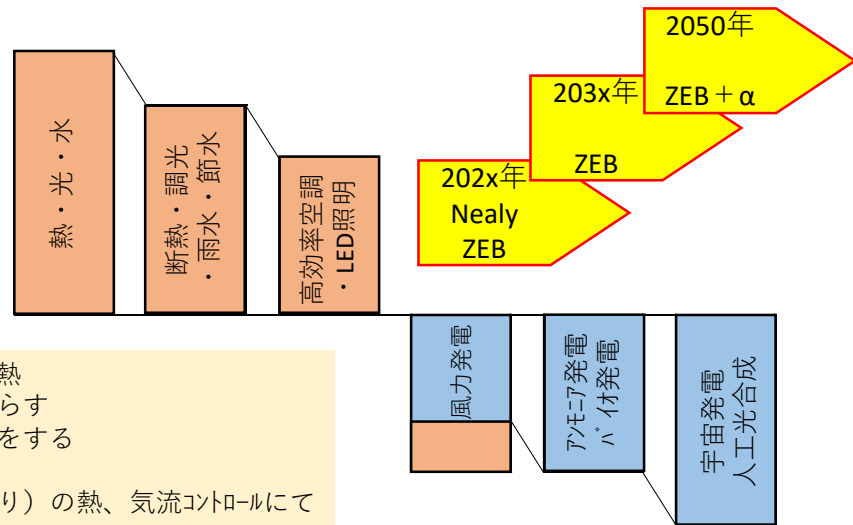 2050年
ZEB＋α
203x年
ZEB
202x年
Nealy
ZEB
熱・光・水
断熱・調光
・雨水・節水
高効率空調
・LED照明
風力発電
アンモニア発電
バイオ発電
宇宙発電
人工光合成
熱
らす
をする
り）の熱、気流コントロールにて